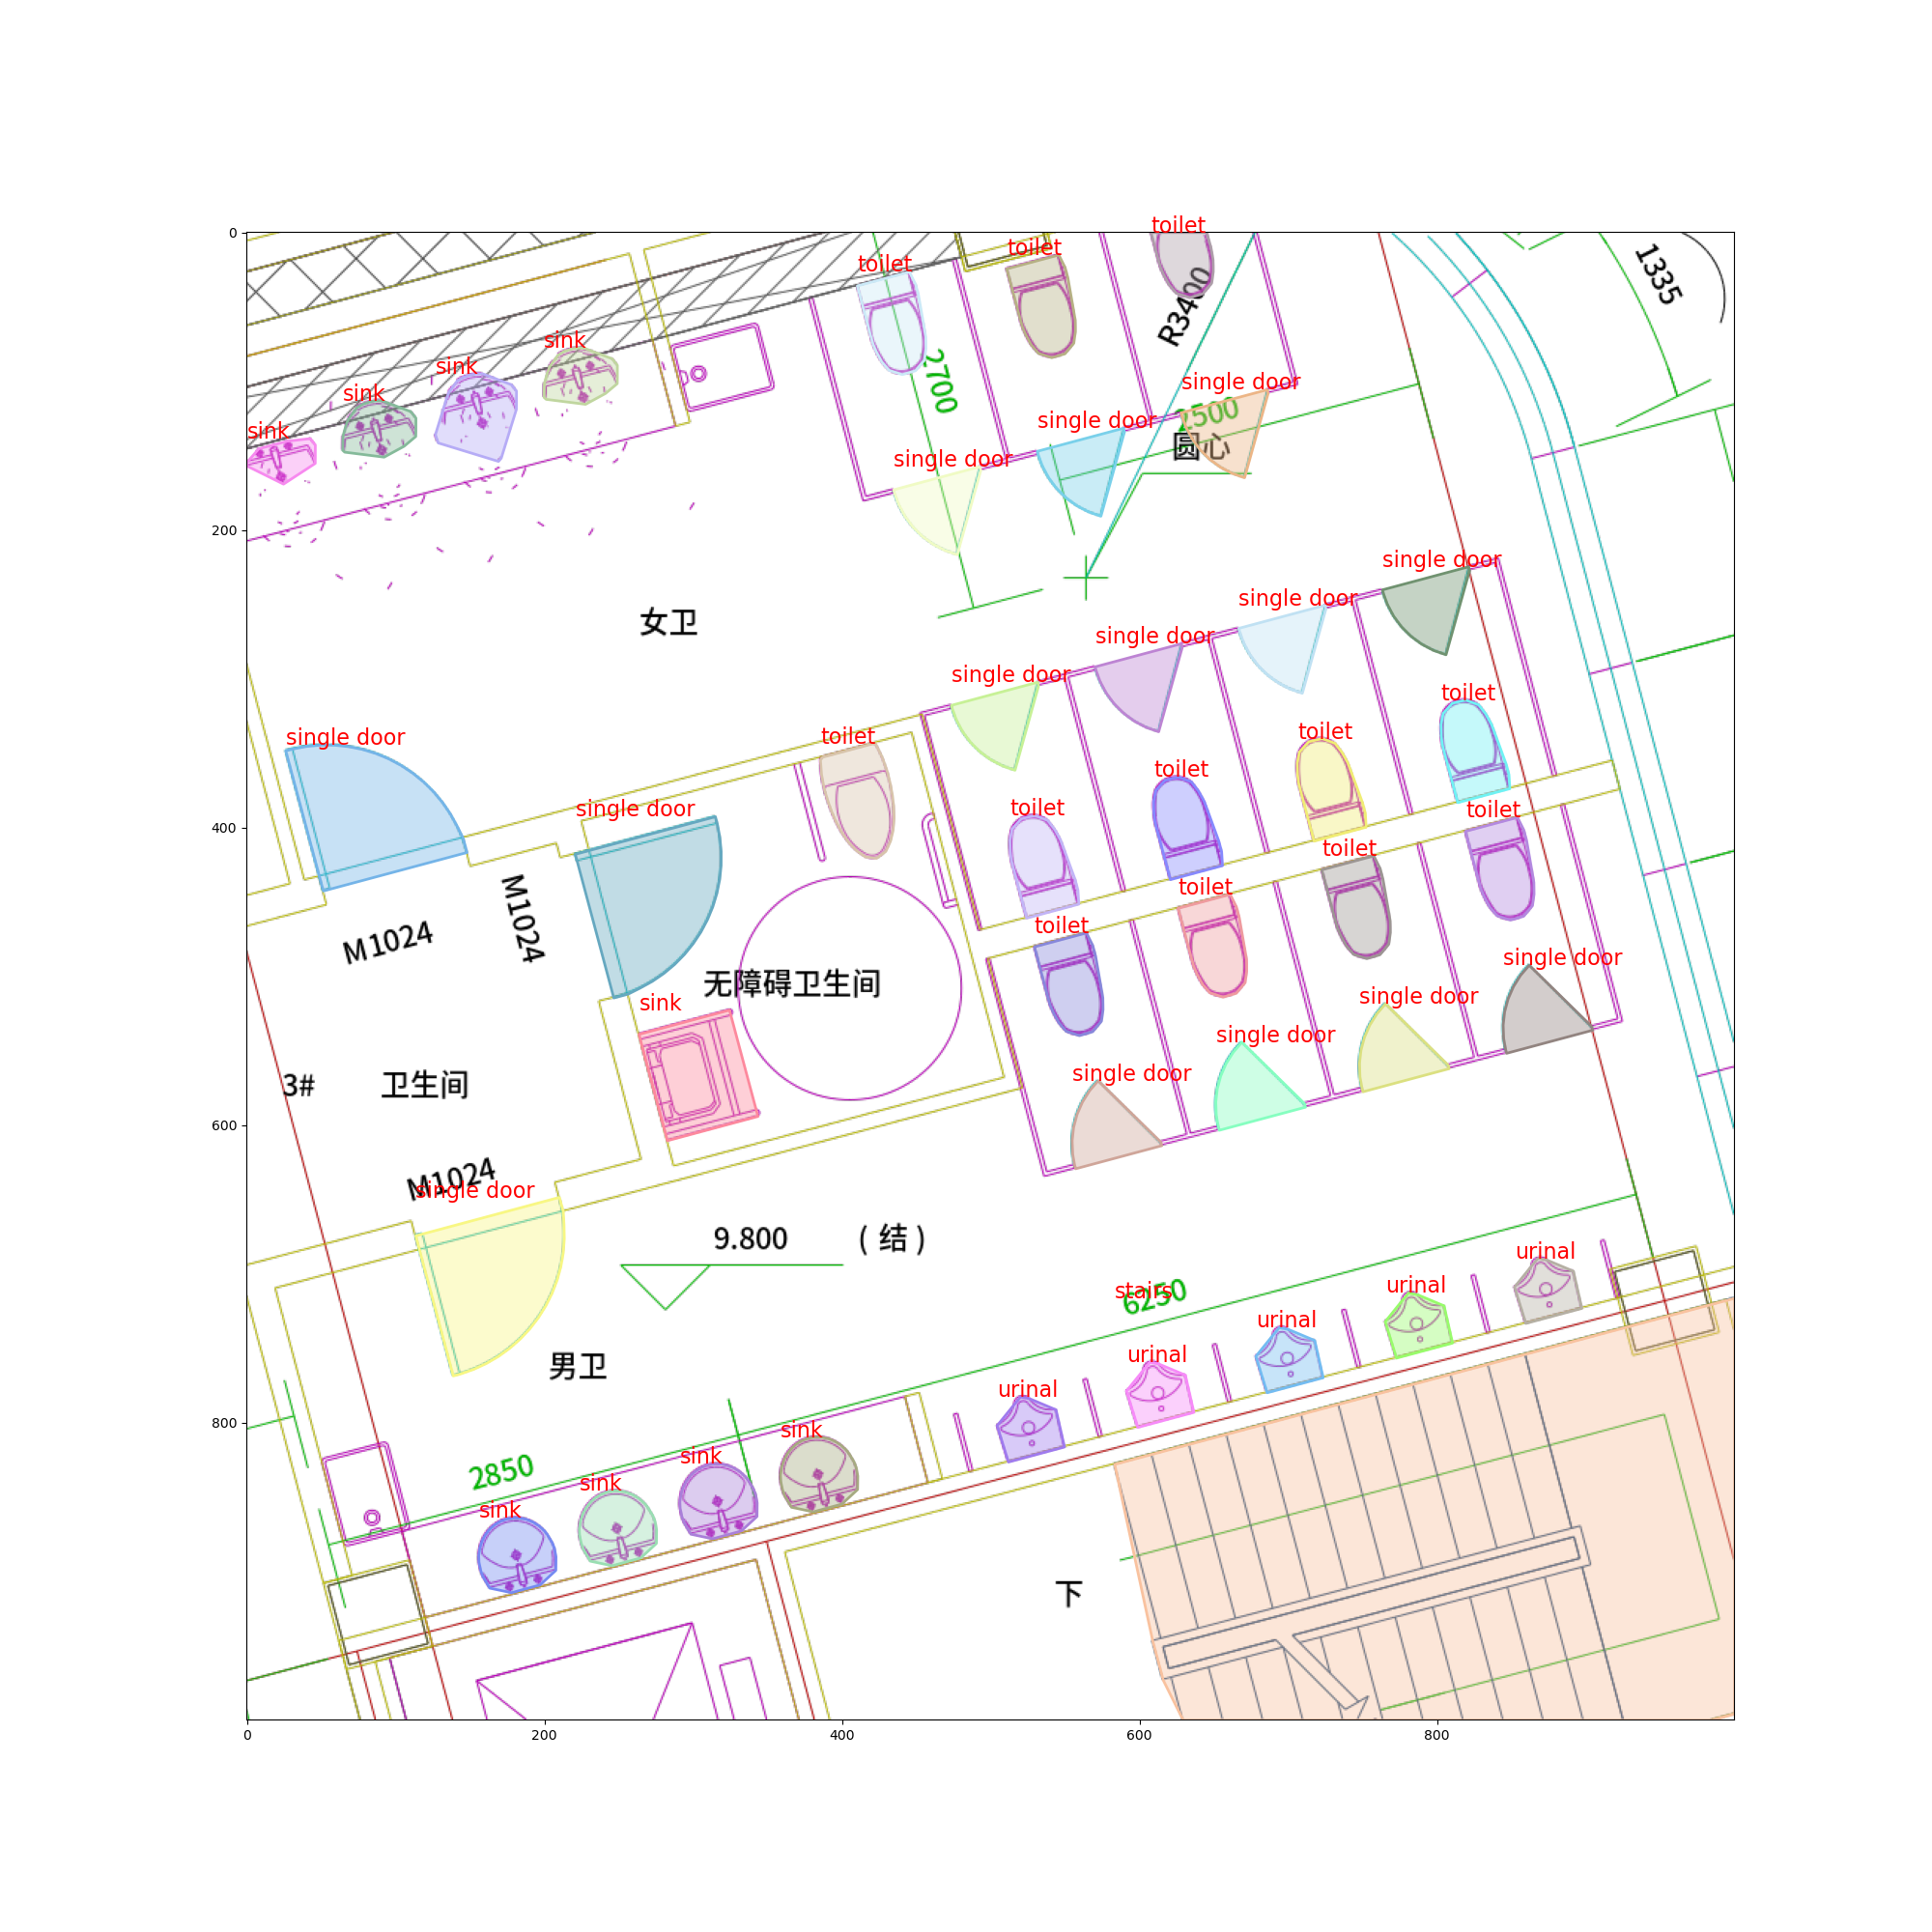 toilet
toilet
toilet
1335
R3400
sink
sink
sink
sink
2700
single door
single door
single door
2500
圆心
女卫
single door
single door
single door
single door
toilet
toilet
toilet
toilet
toilet
single door
single door
M1024
M1024
无障碍卫生间
sink
toilet
toilet
toilet
toilet
single door
single door
single door
single door
3#
卫生间
M1024
single door
9.800
(结)
男卫
stairs
6250
urinal
urinal
urinal
urinal
urinal
2850
sink
sink
sink
sink
下
0
200
400
600
800
0
200
400
600
800